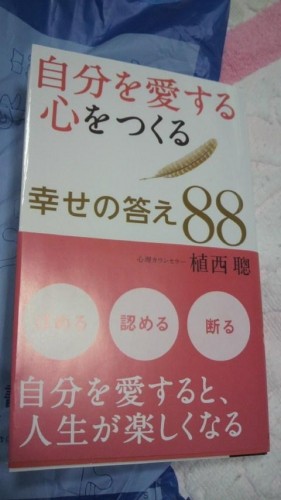 自分を愛する
心をつくる
幸せの答え88
心理カウンセラー 植西 聰
認める
断る
自分を愛すると、
人生が楽しくなる